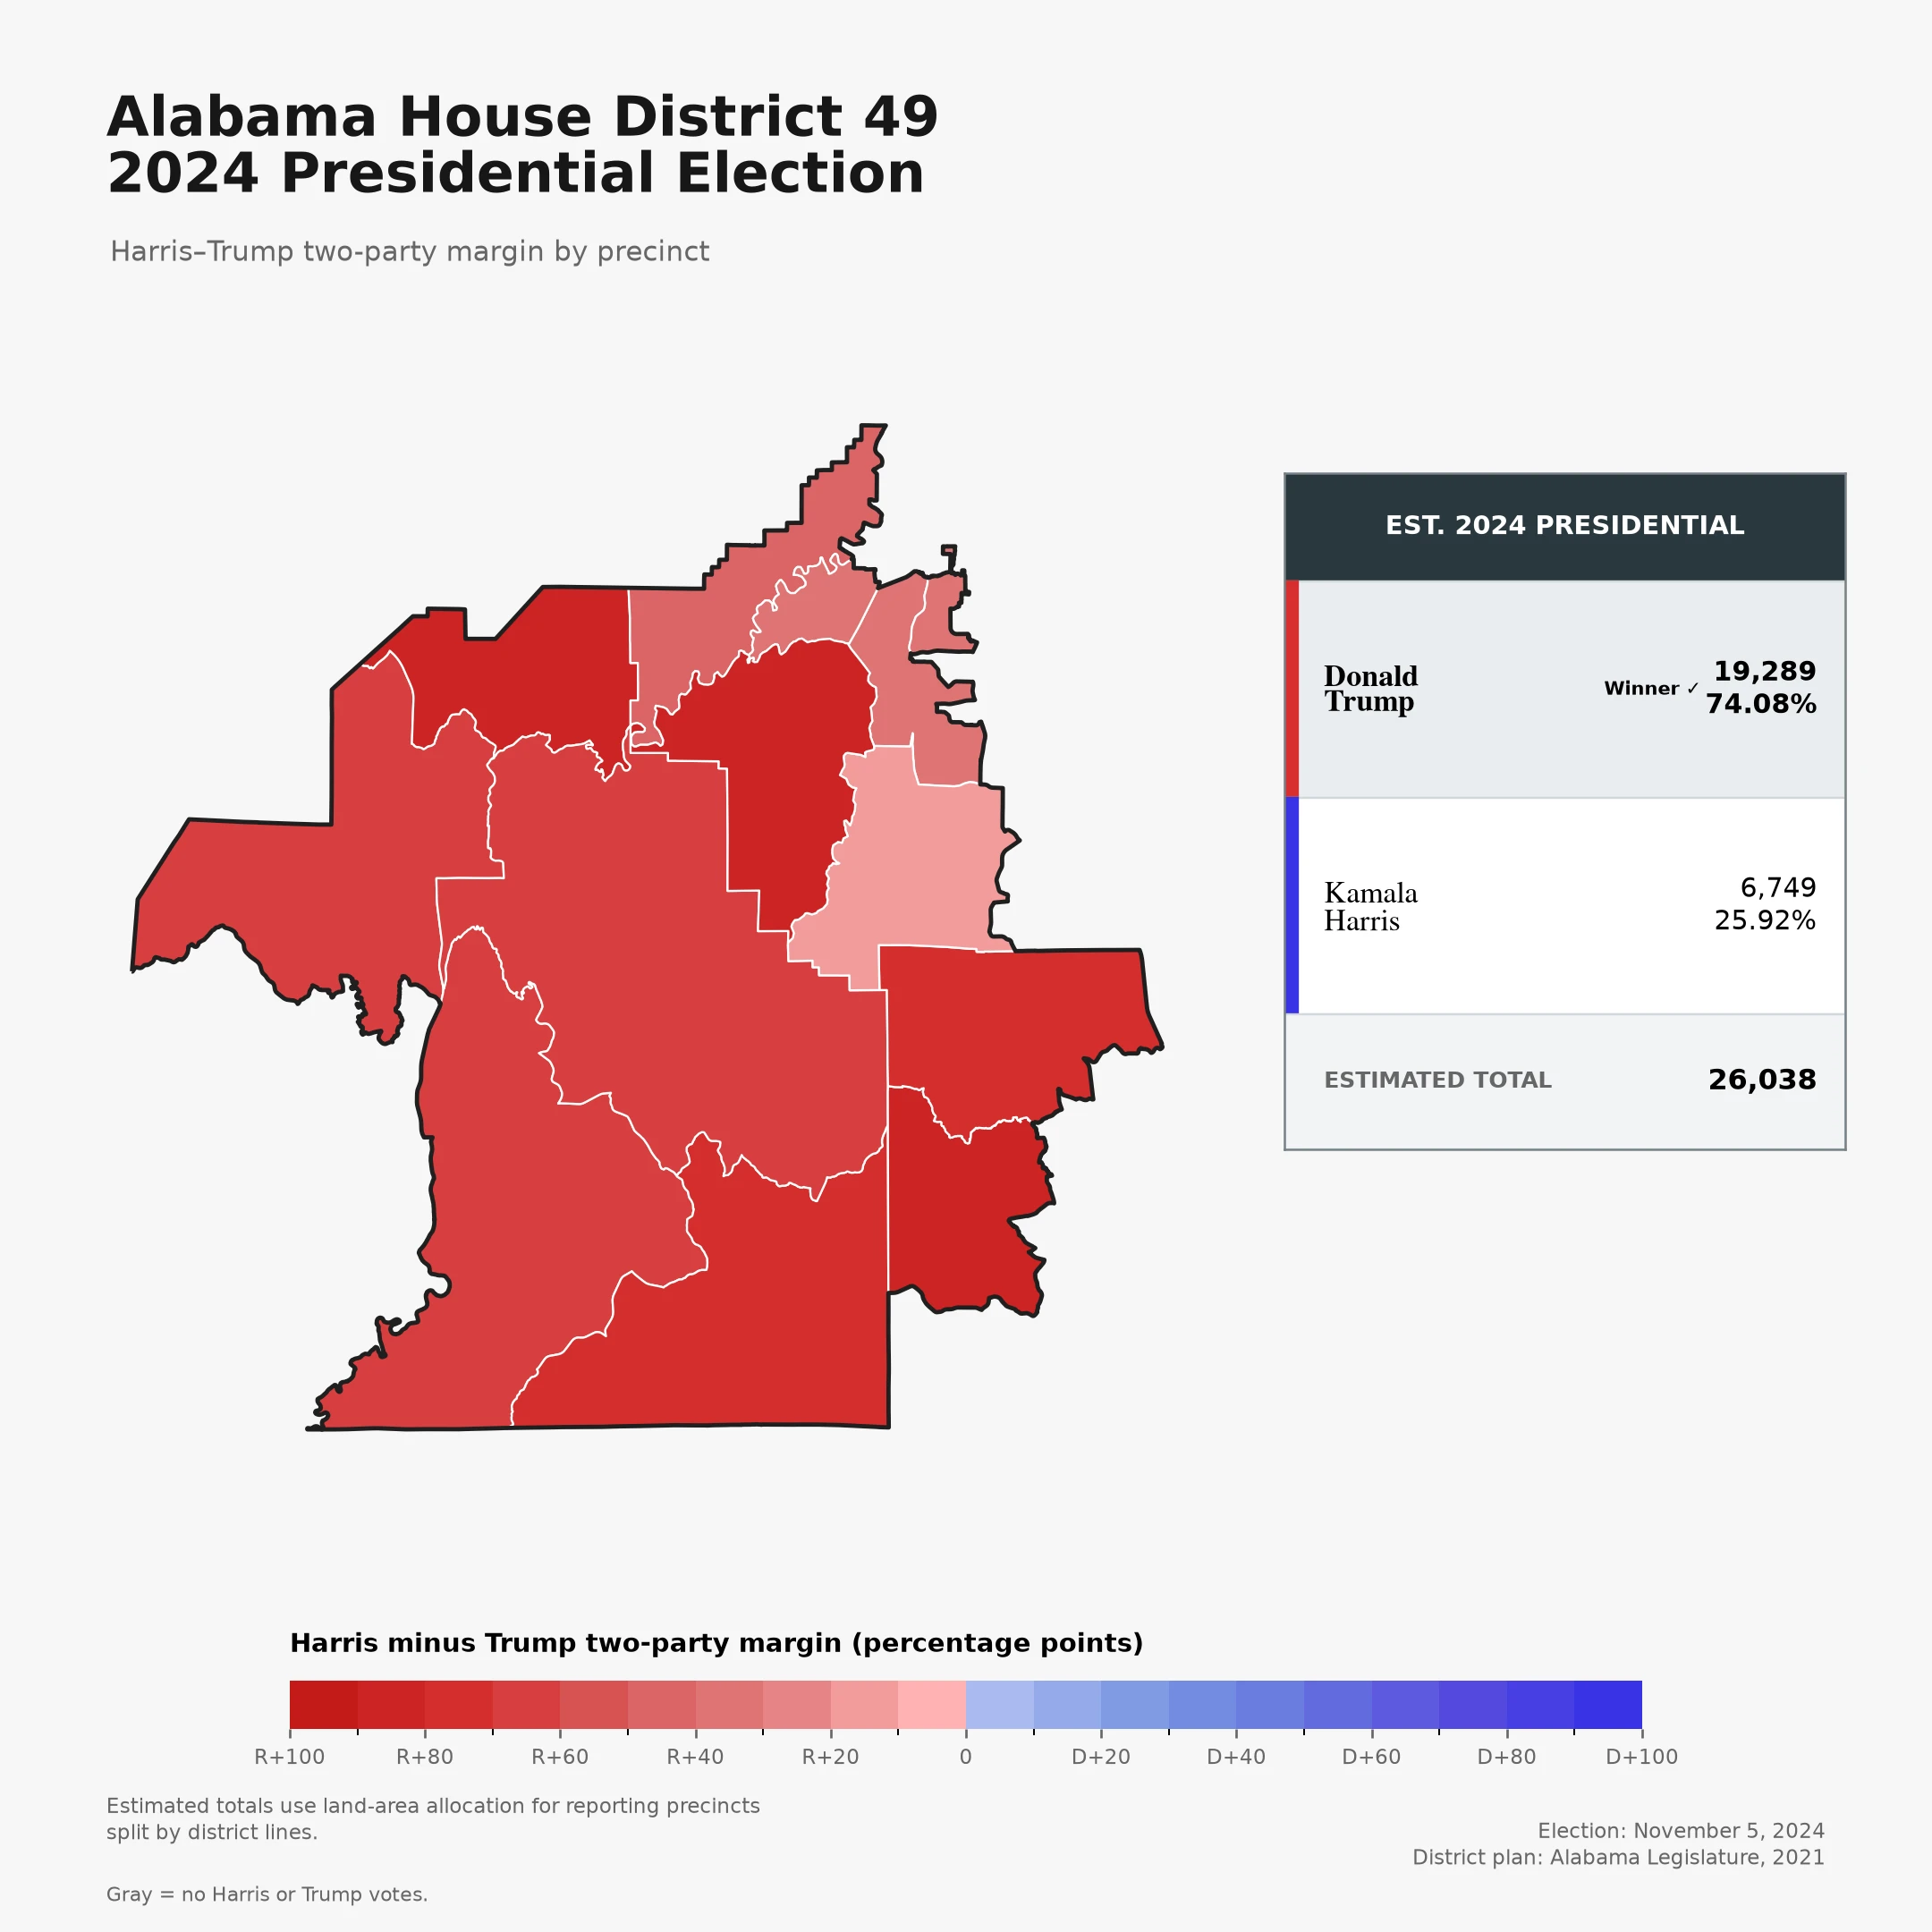 Alabama House District 49
2024 Presidential Election
Harris–Trump two-party margin by precinct
EST. 2024 PRESIDENTIAL
Donald
Trump
Winner ✓
19,289
74.08%
Kamala
Harris
6,749
25.92%
ESTIMATED TOTAL
26,038
Harris minus Trump two-party margin (percentage points)
R+100 R+80 R+60 R+40 R+20 0 D+20 D+40 D+60 D+80 D+100
Estimated totals use land-area allocation for reporting precincts
split by district lines.
Gray = no Harris or Trump votes.
Election: November 5, 2024
District plan: Alabama Legislature, 2021